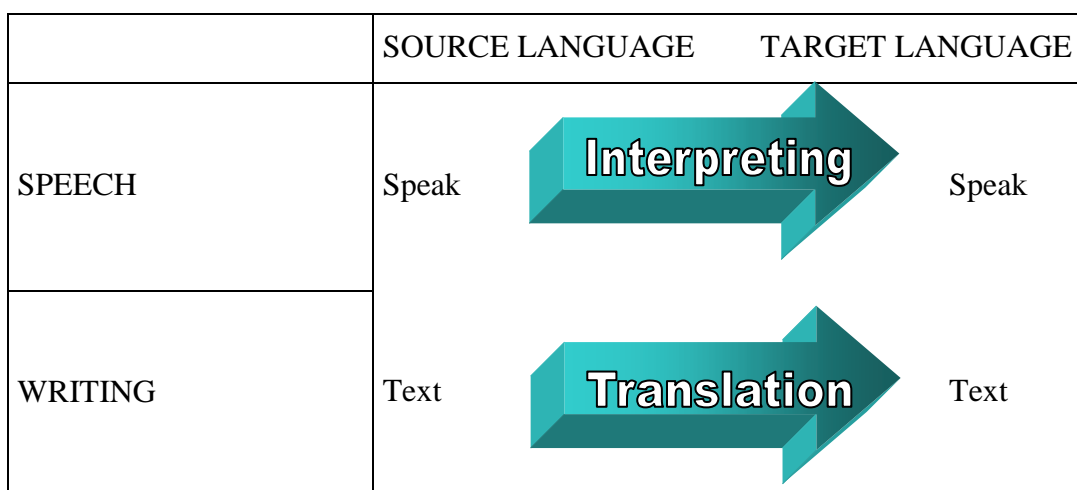 SOURCE LANGUAGE TARGET LANGUAGE
SPEECH Speak Interpreting Speak
WRITING Text Translation Text